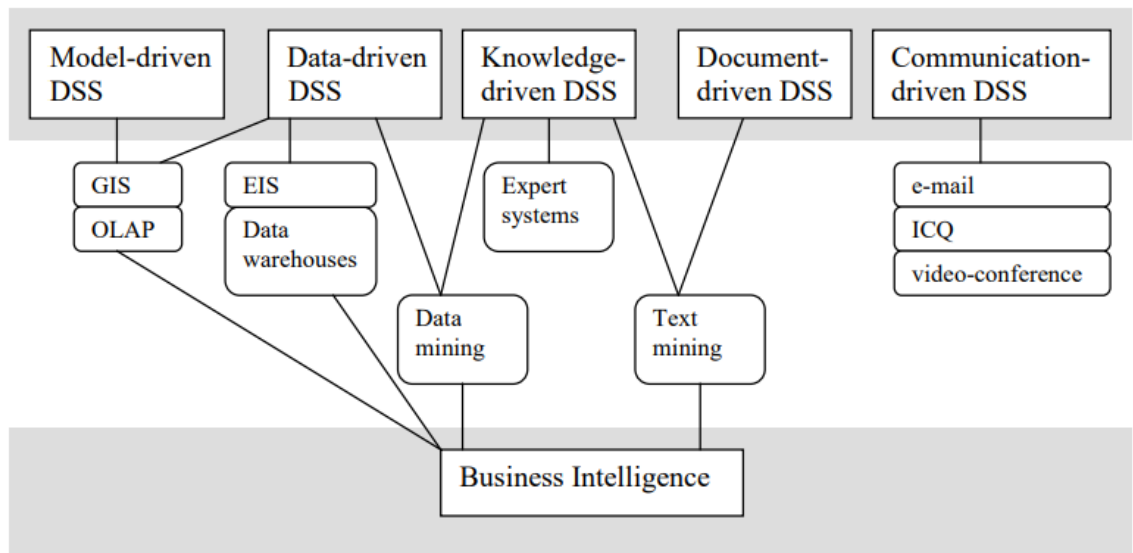 Model-driven
DSS
Data-driven
DSS
Knowledge-
driven DSS
Document-
driven DSS
Communication-
driven DSS
GIS
OLAP
EIS
Data
warehouses
Expert
systems
e-mail
ICQ
video-conference
Data
mining
Text
mining
Business Intelligence